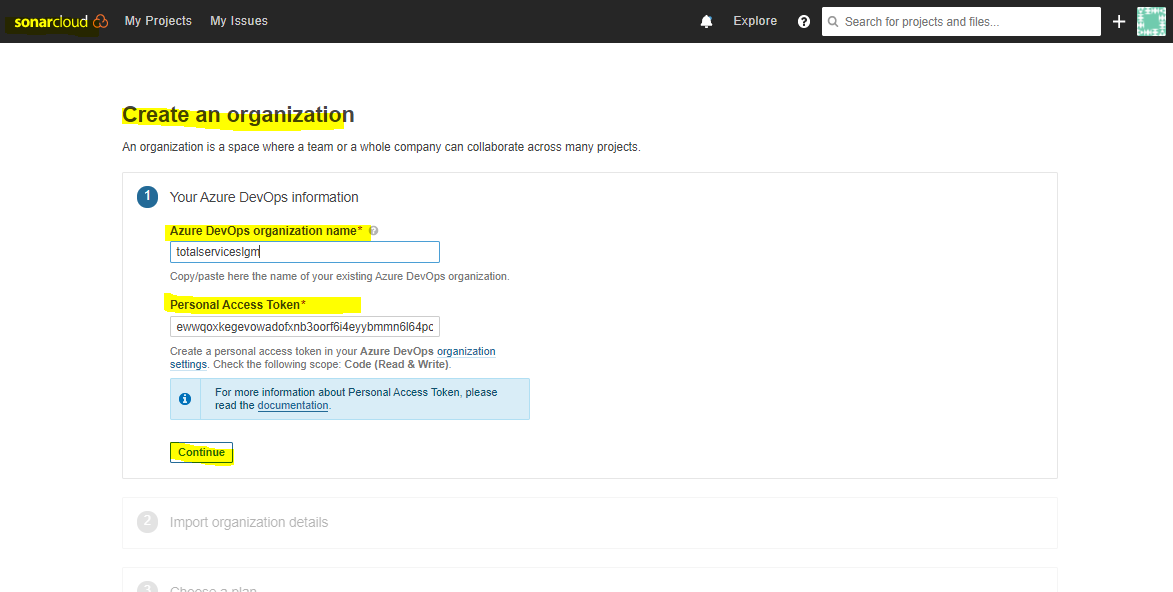 sonarcloud My Projects My Issues Explore Search for projects and files...
Create an organization
An organization is a space where a team or a whole company can collaborate across many projects.
1 Your Azure DevOps information
Azure DevOps organization name*
totalserviceslgm
Copy/paste here the name of your existing Azure DevOps organization.
Personal Access Token*
ewwqoxkegevowadofxnb3oorf6i4eyybmmn6l64pc
Create a personal access token in your Azure DevOps organization
settings. Check the following scope: Code (Read & Write).
For more information about Personal Access Token, please
read the documentation.
Continue
2 Import organization details
3 Choose a plan